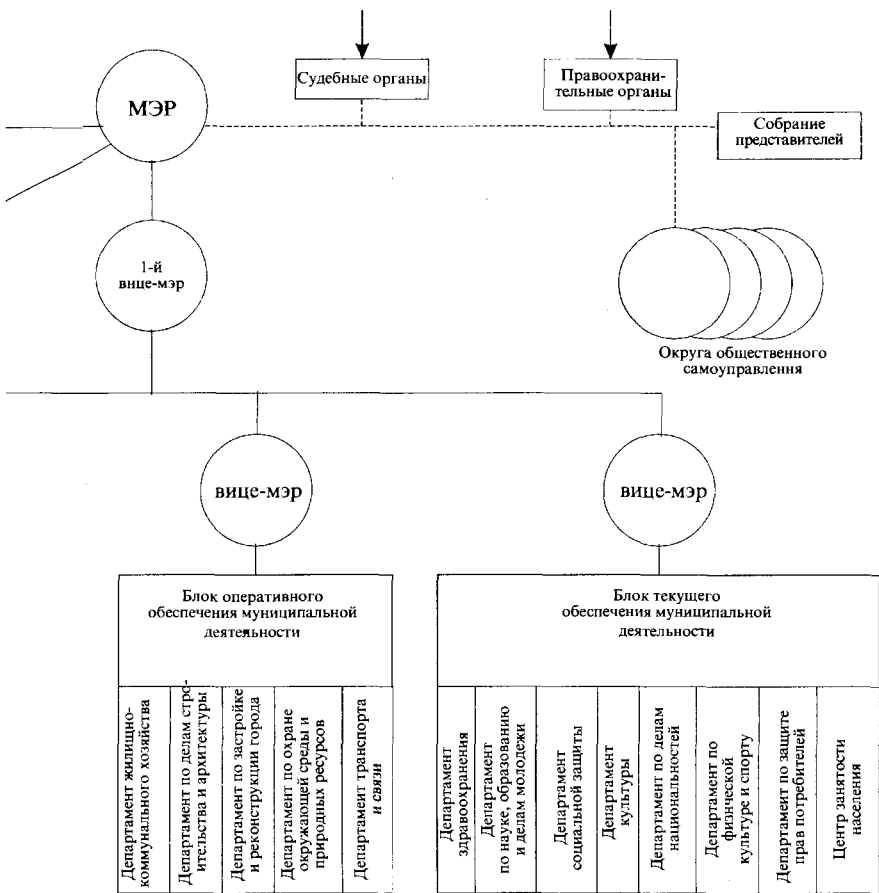 МЭР
Судебные органы
Правоохрани-
тельные органы
Собрание
представителей
1-й
вице-мэр
Округа общественного
самоуправления
вице-мэр
вице-мэр
Блок оперативного
обеспечения муниципальной
деятельности
Блок текущего
обеспечения муниципальной
деятельности
Департамент жилищно-
коммунального хозяйства
Департамент по делам стро-
ительства и архитектуры
Департамент по застройке
и реконструкции города
Департамент по охране
окружающей среды и
природных ресурсов
Департамент транспорта
и связи
Департамент
здравоохранения
Департамент
по науке, образованию
и делам молодежи
Департамент
социальной защиты
Департамент
культуры
Департамент по делам
национальностей
Департамент по
физической
культуре и спорту
Департамент по защите
прав потребителей
Центр занятости
населения